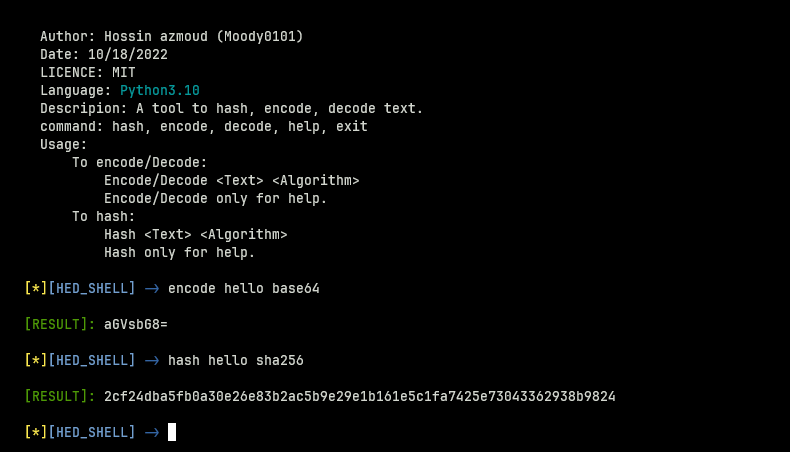 Author: Hossin azmoud (Moody0101)
Date: 10/18/2022
LICENCE: MIT
Language: Python3.10
Descripion: A tool to hash, encode, decode text.
command: hash, encode, decode, help, exit
Usage:
To encode/Decode:
Encode/Decode <Text> <Algorithm>
Encode/Decode only for help.
To hash:
Hash <Text> <Algorithm>
Hash only for help.
[*][HED_SHELL] -> encode hello base64
[RESULT]: aGVsbG8=
[*][HED_SHELL] -> hash hello sha256
[RESULT]: 2cf24dba5fb0a30e26e83b2ac5b9e29e1b161e5c1fa7425e73043362938b9824
[*][HED_SHELL] ->